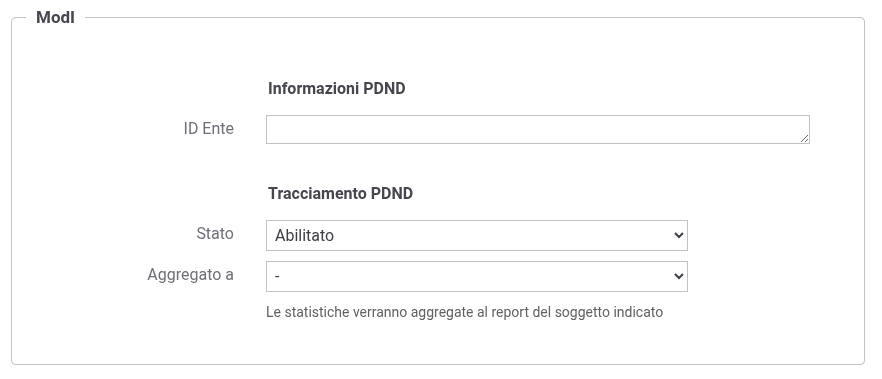 ModI
Informazioni PDND
ID Ente
Tracciamento PDND
Stato Abilitato
Aggregato a -
Le statistiche verranno aggregate al report del soggetto indicato